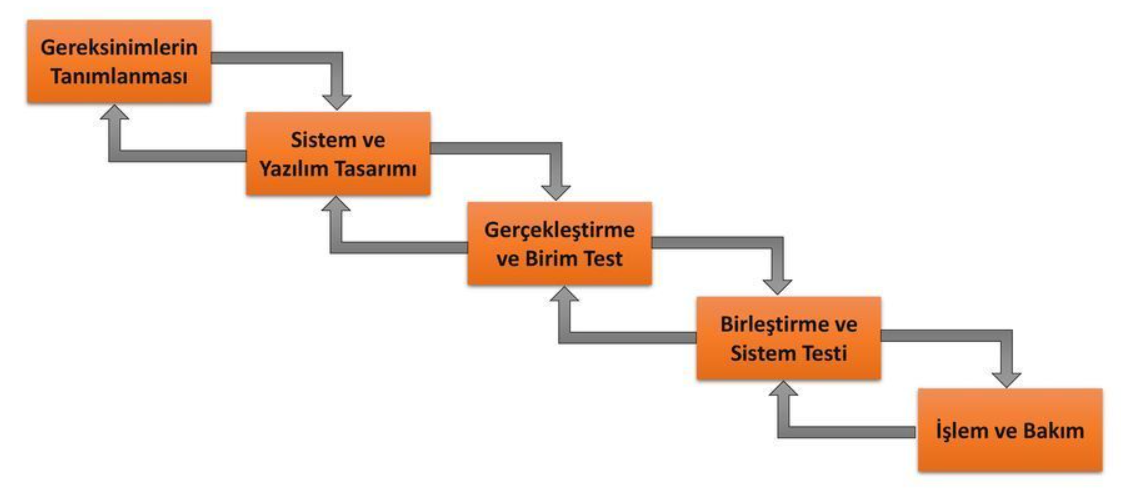 Gereksinimlerin
Tanımlanması
Sistem ve
Yazılım Tasarımı
Gerçekleştirme
ve Birim Test
Birleştirme ve
Sistem Testi
İşlem ve Bakım